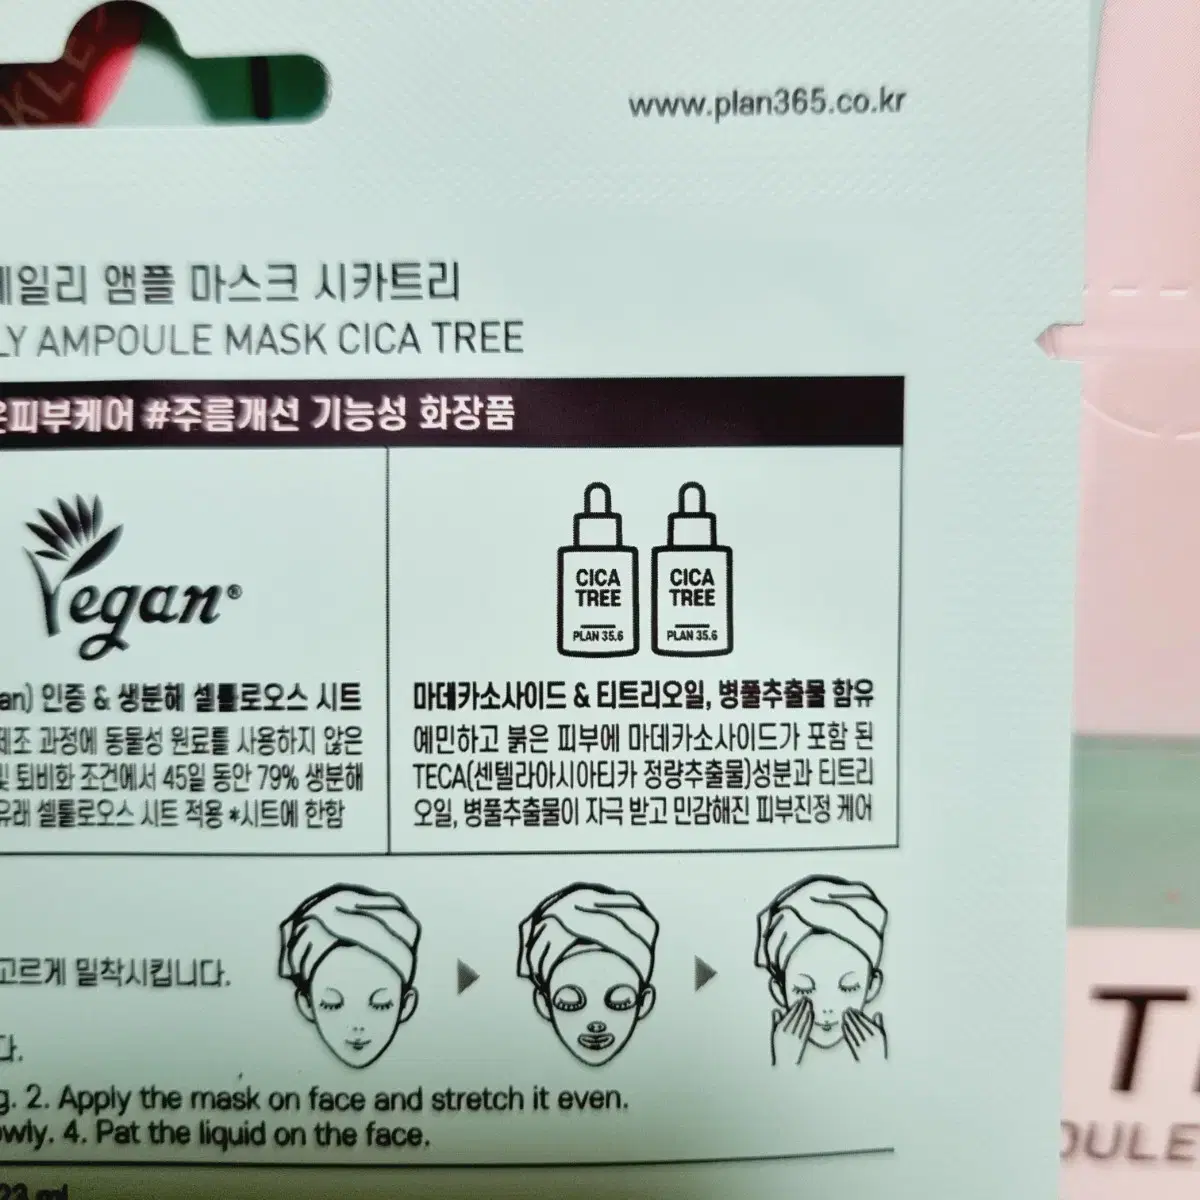 KLE
www.plan365.co.kr
데일리 앰플 마스크 시카트리
LY AMPOULE MASK CICA TREE
은피부케어 #주름개선 기능성 화장품
Vegan®
CICA TREE PLAN 35.6
CICA TREE PLAN 35.6
an) 인증 & 생분해 셀룰로오스 시트
제조 과정에 동물성 원료를 사용하지 않은
및 퇴비화 조건에서 45일 동안 79% 생분해
유래 셀룰로오스 시트 적용 *시트에 한함
마데카소사이드 & 티트리오일, 병풀추출물 함유
예민하고 붉은 피부에 마데카소사이드가 포함 된
TECA(센텔라아시아티카 정량추출물)성분과 티트리
오일, 병풀추출물이 자극 받고 민감해진 피부진정 케어
고르게 밀착시킵니다.
다.
g. 2. Apply the mask on face and stretch it even.
owly. 4. Pat the liquid on the face.
23 ml
T
OULE